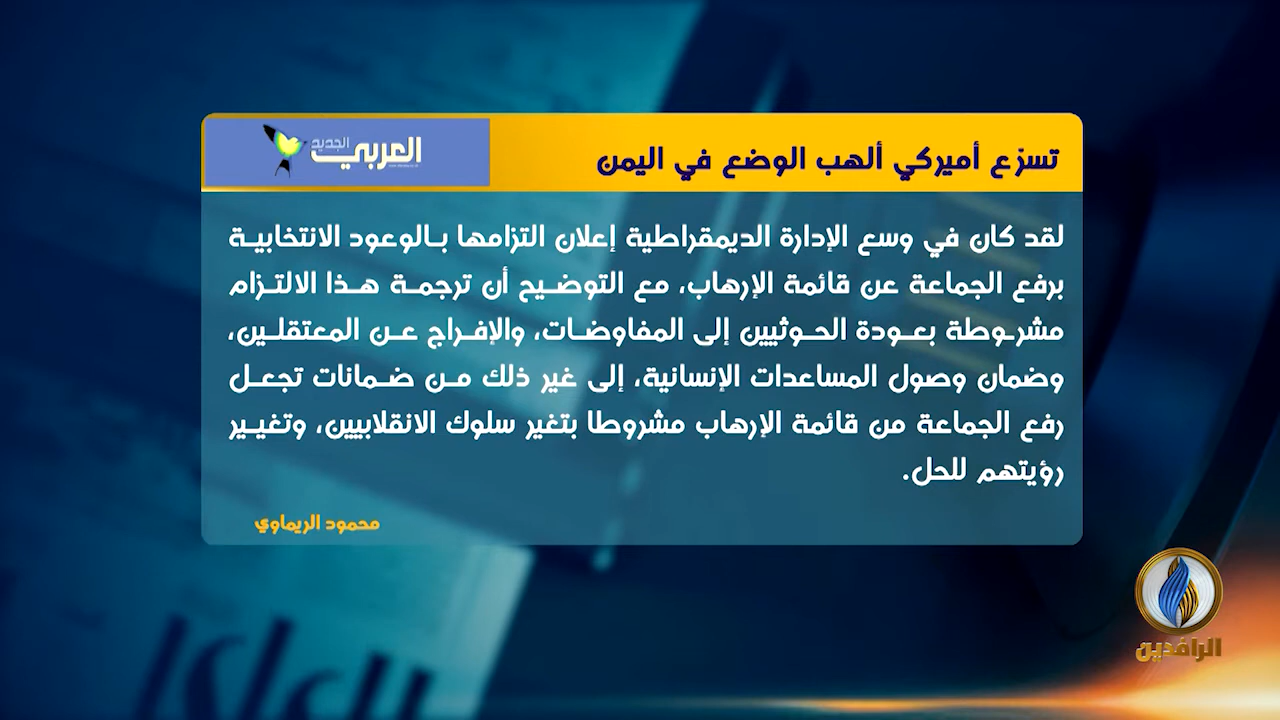 تسرّع أميركي ألهب الوضع في اليمن
العربي الجديد
لقد كان في وسع الإدارة الديمقراطية إعلان التزامها بالوعود الانتخابية
برفع الجماعة عن قائمة الإرهاب، مع التوضيح أن ترجمة هذا الالتزام
مشروطة بعودة الحوثيين إلى المفاوضات، والإفراج عن المعتقلين،
وضمان وصول المساعدات الإنسانية، إلى غير ذلك من ضمانات تجعل
رفع الجماعة من قائمة الإرهاب مشروطا بتغير سلوك الانقلابيين، وتغيير
رؤيتهم للحل.
محمود الريماوي
الرافدين